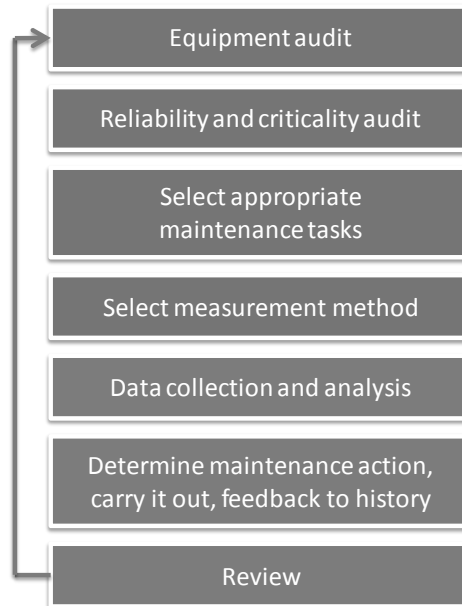 Equipment audit
Reliability and criticality audit
Select appropriate
maintenance tasks
Select measurement method
Data collection and analysis
Determine maintenance action,
carry it out, feedback to history
Review